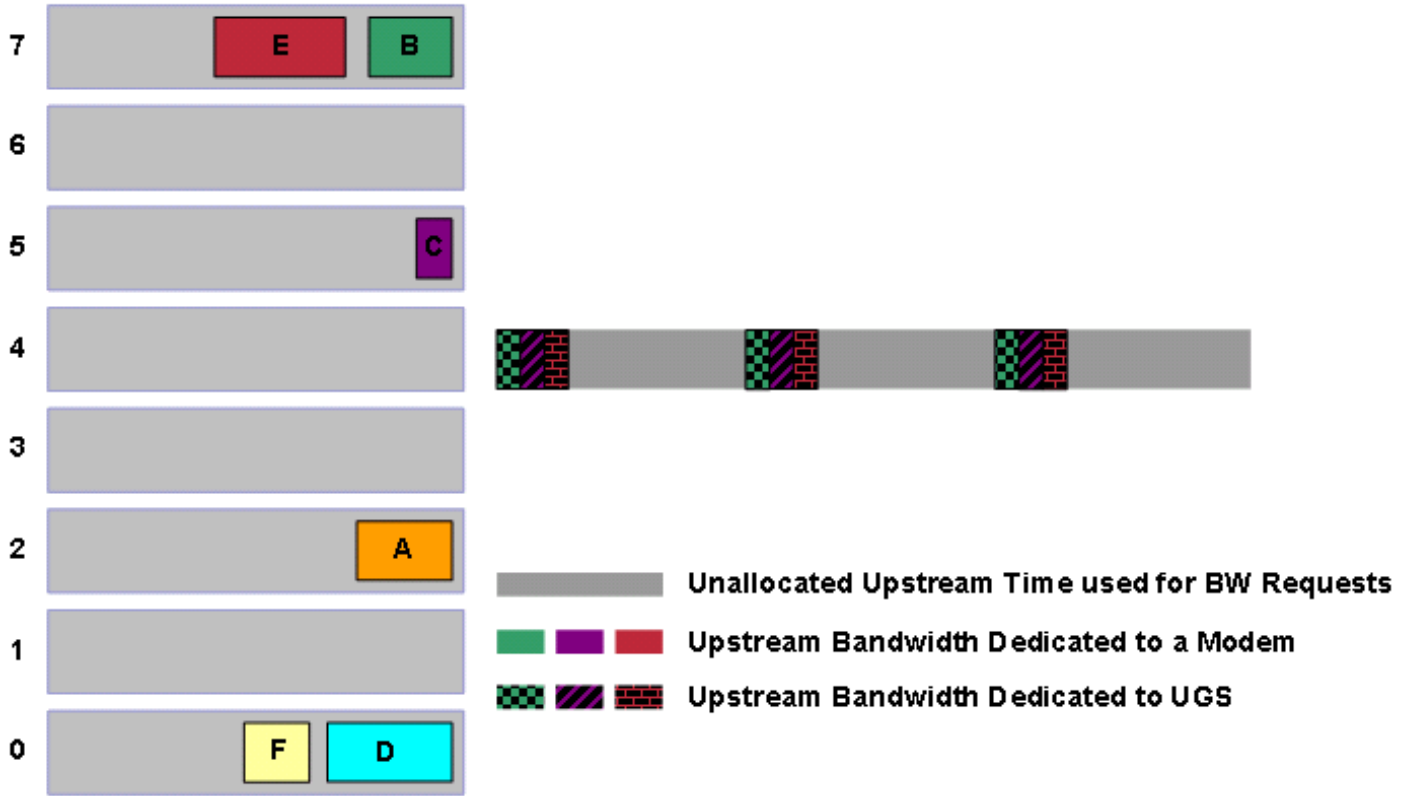 7 E B
6
5 C
4
3
2 A
Unallocated Upstream Time used for BW Requests
1
Upstream Bandwidth Dedicated to a Modem
Upstream Bandwidth Dedicated to UGS
0 F D